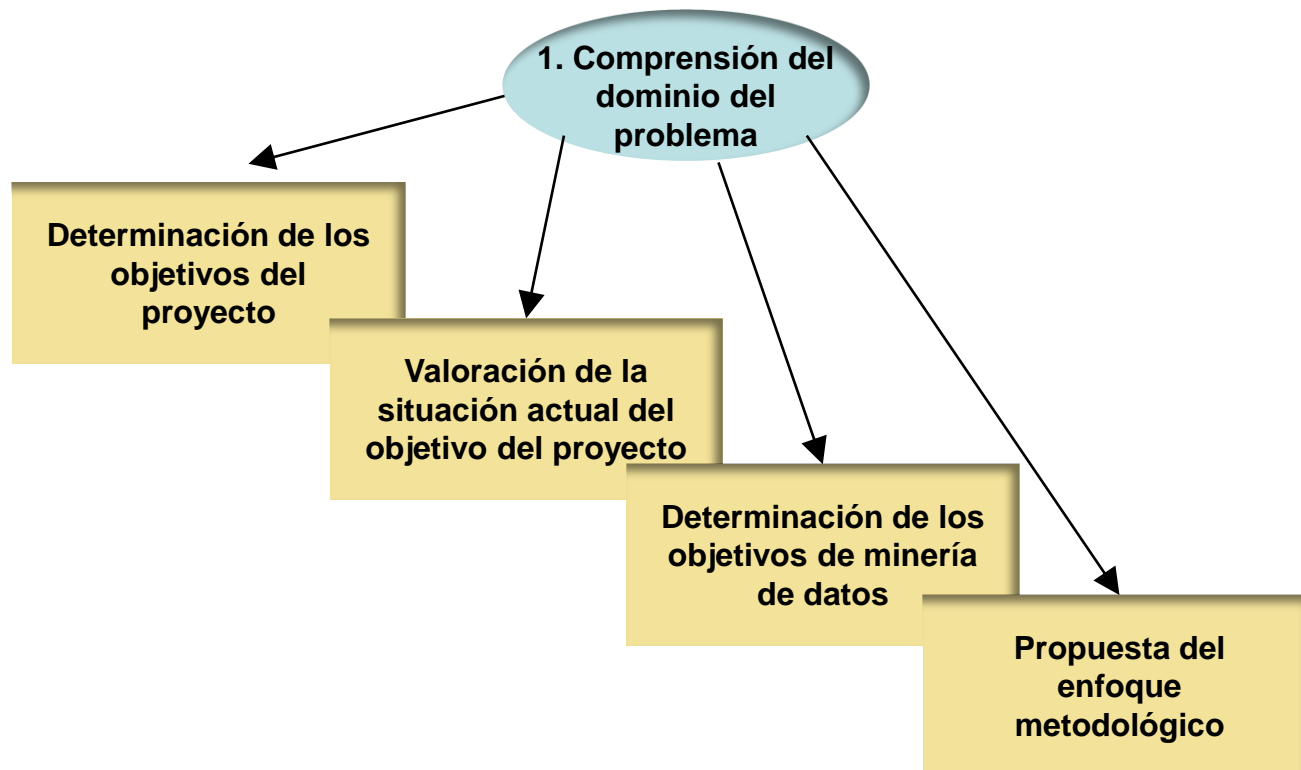 1. Comprensión del
dominio del
problema
Determinación de los
objetivos del
proyecto
Valoración de la
situación actual del
objetivo del proyecto
Determinación de los
objetivos de minería
de datos
Propuesta del
enfoque
metodológico